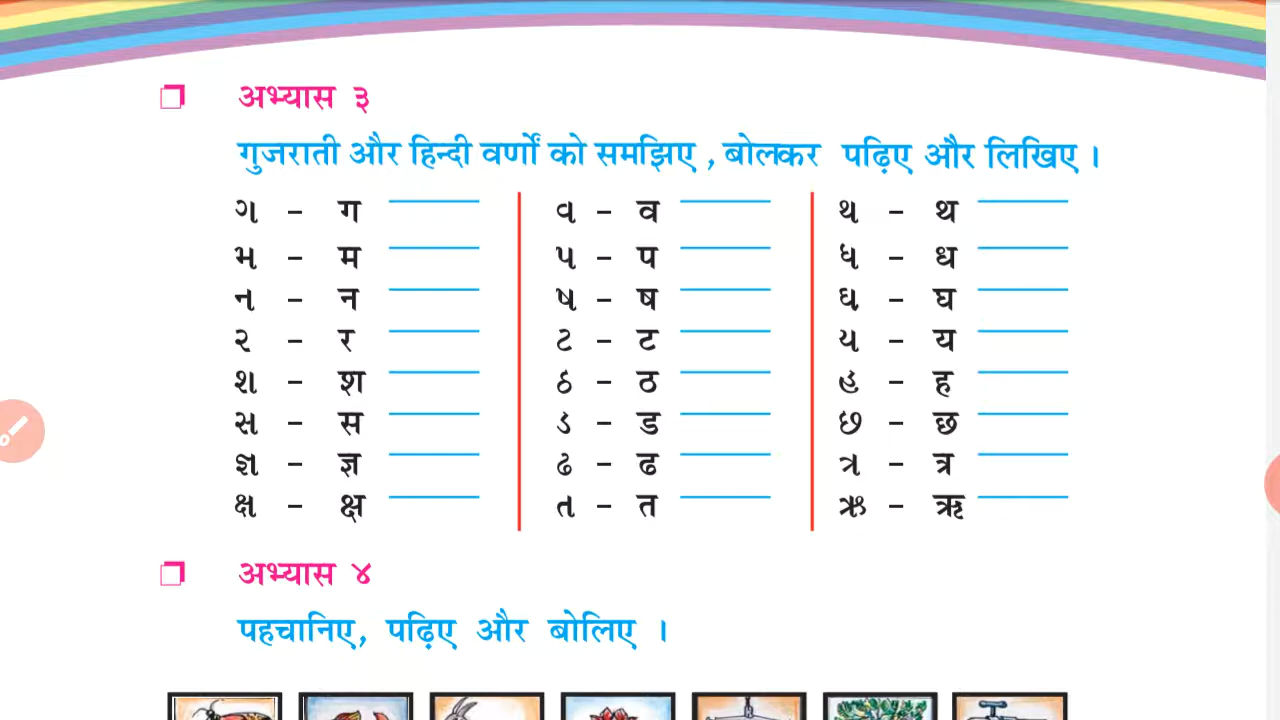 अभ्यास ३
गुजराती और हिन्दी वर्णों को समझिए , बोलकर पढ़िए और लिखिए ।
ગ – ग વ – व થ – थ
મ – म પ – प ધ – ध
ન – न ષ – ष ઘ – घ
ર – र ટ – ट ય – य
શ – श ઠ – ठ હ – ह
સ – स ડ – ड છ – छ
જ્ઞ – ज्ञ ઢ – ढ ત્ર – त्र
ક્ષ – क्ष ત – त ઋ – ऋ
अभ्यास ४
पहचानिए, पढ़िए और बोलिए ।